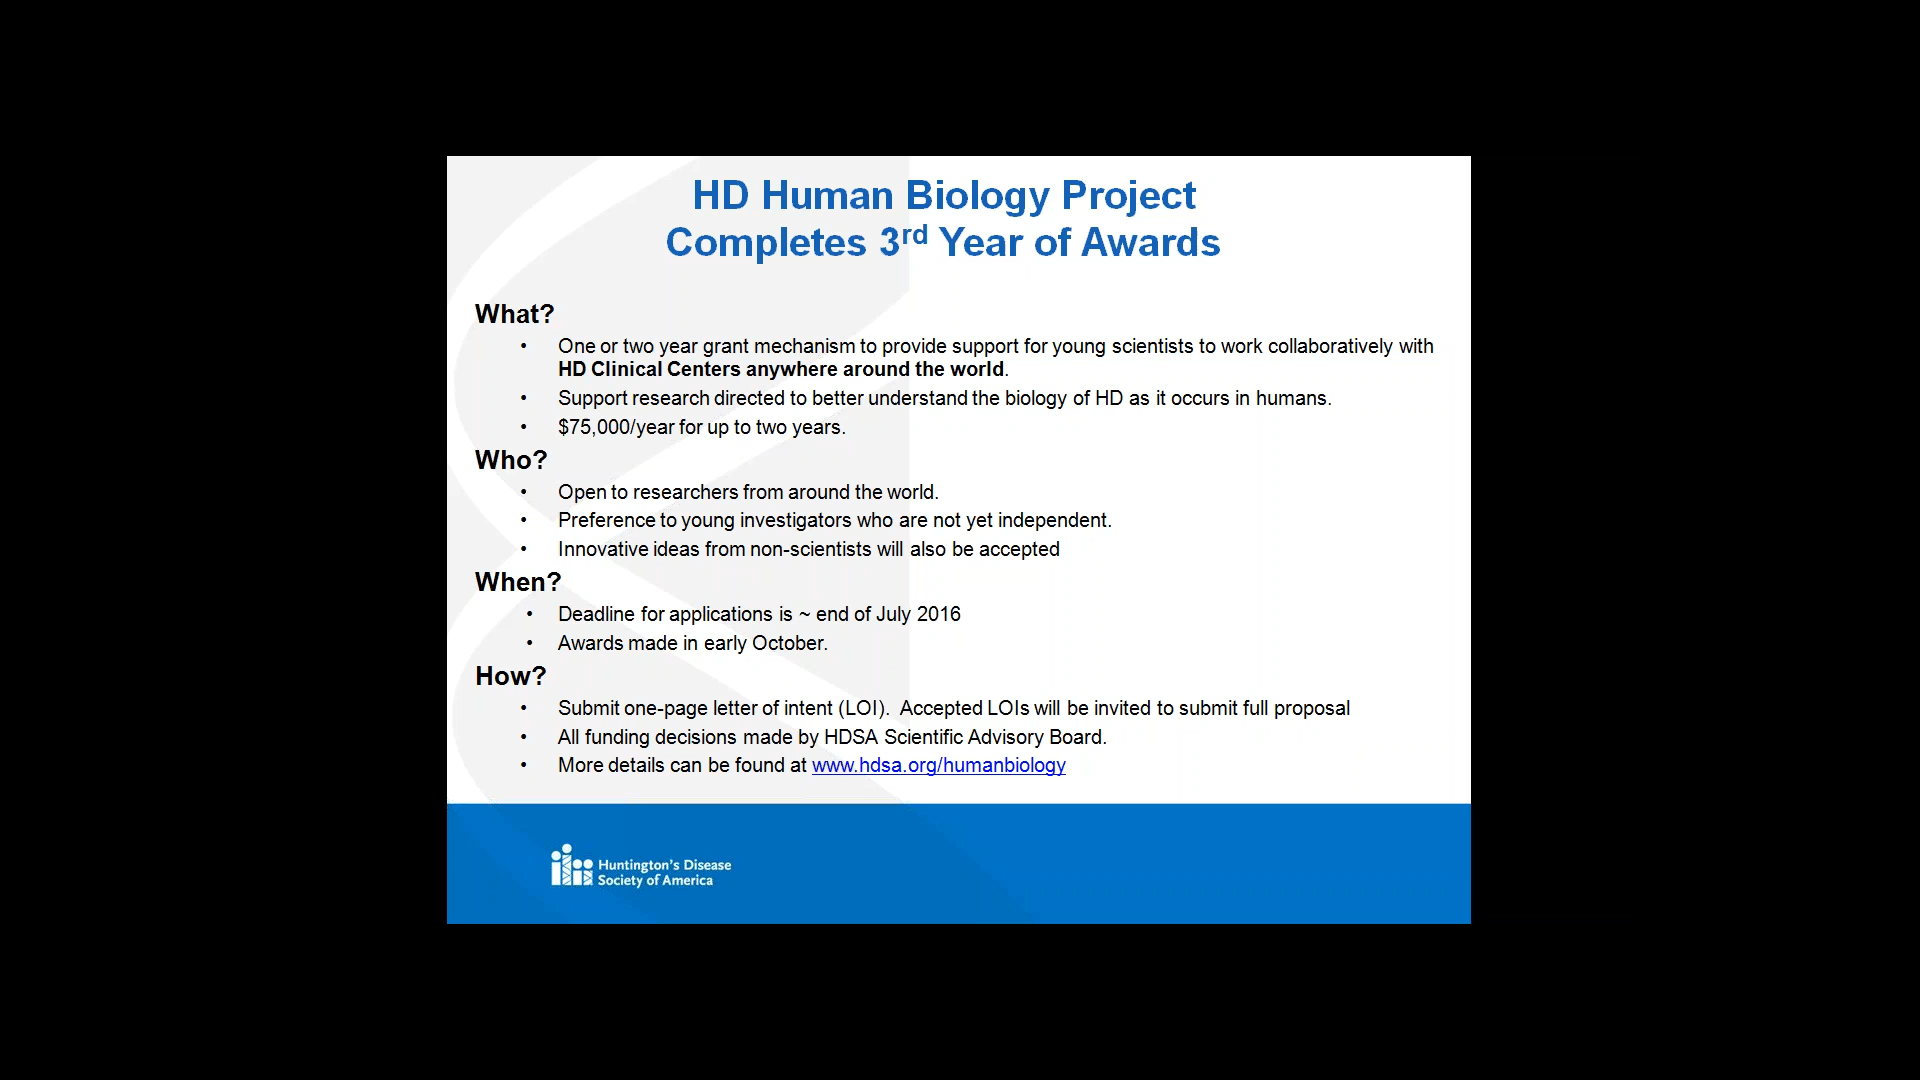 HD Human Biology Project
Completes 3rd Year of Awards
What?
• One or two year grant mechanism to provide support for young scientists to work collaboratively with
HD Clinical Centers anywhere around the world.
• Support research directed to better understand the biology of HD as it occurs in humans.
• $75,000/year for up to two years.
Who?
• Open to researchers from around the world.
• Preference to young investigators who are not yet independent.
• Innovative ideas from non-scientists will also be accepted
When?
• Deadline for applications is ~ end of July 2016
• Awards made in early October.
How?
• Submit one-page letter of intent (LOI).  Accepted LOIs will be invited to submit full proposal
• All funding decisions made by HDSA Scientific Advisory Board.
• More details can be found at www.hdsa.org/humanbiology
Huntington's Disease
Society of America